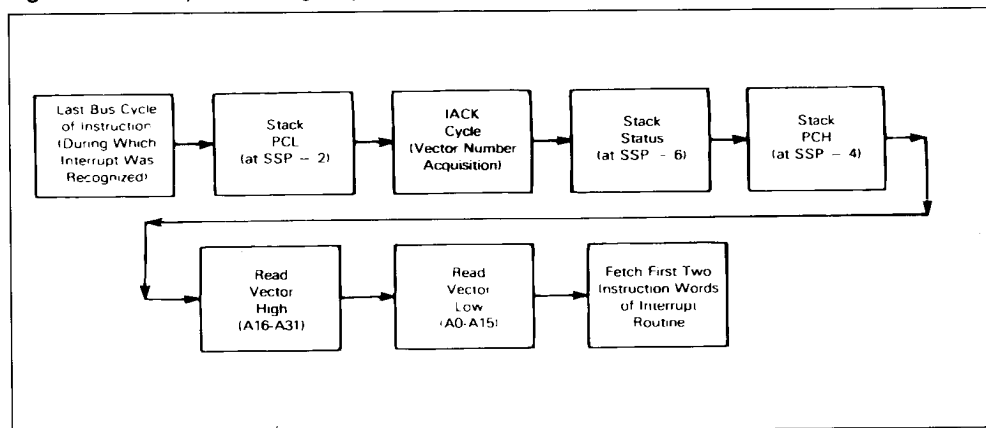 Last Bus Cycle
of Instruction
(During Which
Interrupt Was
Recognized)
Stack
PCL
(at SSP – 2)
IACK
Cycle
(Vector Number
Acquisition)
Stack
Status
(at SSP - 6)
Stack
PCH
(at SSP – 4)
Read
Vector
High
(A16-A31)
Read
Vector
Low
(A0-A15)
Fetch First Two
Instruction Words
of Interrupt
Routine